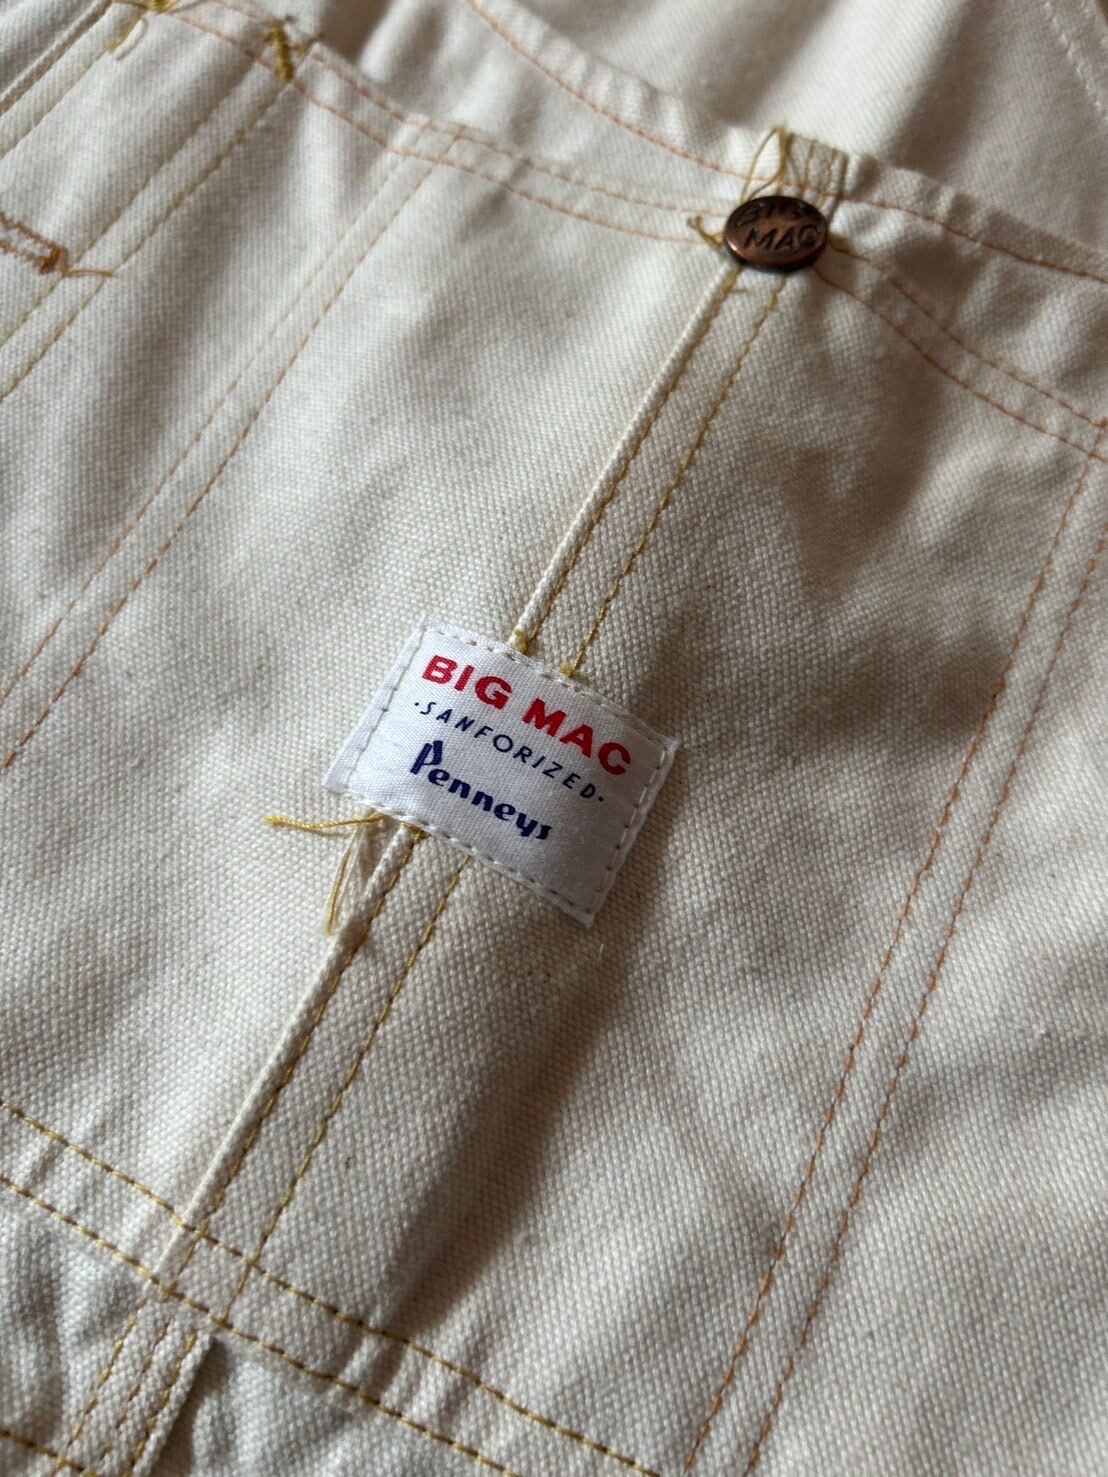 BIG
MAC
BIG MAC
·SANFORIZED·
Penneys